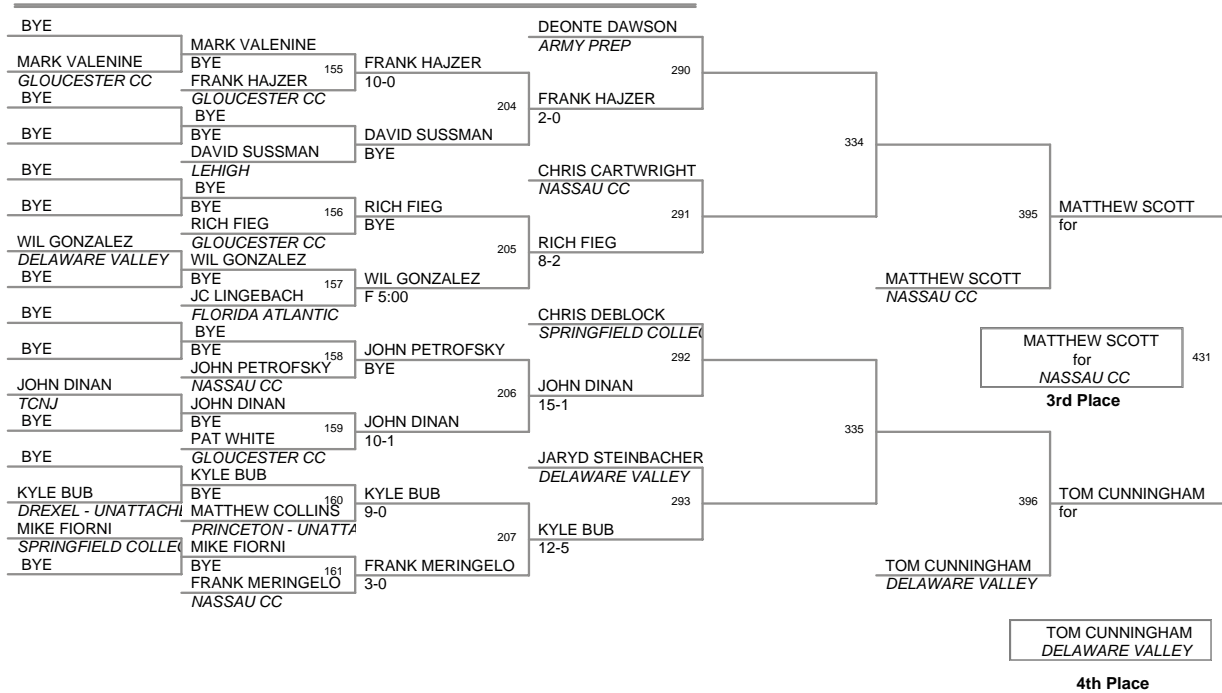 BYE
MARK VALENINE
GLOUCESTER CC
BYE
BYE
BYE
BYE
WIL GONZALEZ
DELAWARE VALLEY
BYE
BYE
BYE
JOHN DINAN
TCNJ
BYE
BYE
KYLE BUB
DREXEL - UNATTACHE
MIKE FIORNI
SPRINGFIELD COLLEG
BYE
MARK VALENINE
BYE
155
FRANK HAJZER
GLOUCESTER CC
BYE
BYE
DAVID SUSSMAN
LEHIGH
BYE
BYE
156
RICH FIEG
GLOUCESTER CC
WIL GONZALEZ
BYE
157
JC LINGEBACH
FLORIDA ATLANTIC
BYE
BYE
158
JOHN PETROFSKY
NASSAU CC
JOHN DINAN
BYE
159
PAT WHITE
GLOUCESTER CC
KYLE BUB
BYE
160
MATTHEW COLLINS
PRINCETON - UNATTA
MIKE FIORNI
BYE
161
FRANK MERINGELO
NASSAU CC
FRANK HAJZER
10-0
204
DAVID SUSSMAN
BYE
RICH FIEG
BYE
205
WIL GONZALEZ
F 5:00
JOHN PETROFSKY
BYE
206
JOHN DINAN
10-1
KYLE BUB
9-0
207
FRANK MERINGELO
3-0
DEONTE DAWSON
ARMY PREP
290
FRANK HAJZER
2-0
CHRIS CARTWRIGHT
NASSAU CC
291
RICH FIEG
8-2
CHRIS DEBLOCK
SPRINGFIELD COLLEG
292
JOHN DINAN
15-1
JARYD STEINBACHER
DELAWARE VALLEY
293
KYLE BUB
12-5
334
MATTHEW SCOTT
NASSAU CC
335
TOM CUNNINGHAM
DELAWARE VALLEY
395
MATTHEW SCOTT
for
MATTHEW SCOTT
for
NASSAU CC
431
3rd Place
396
TOM CUNNINGHAM
for
TOM CUNNINGHAM
DELAWARE VALLEY
4th Place